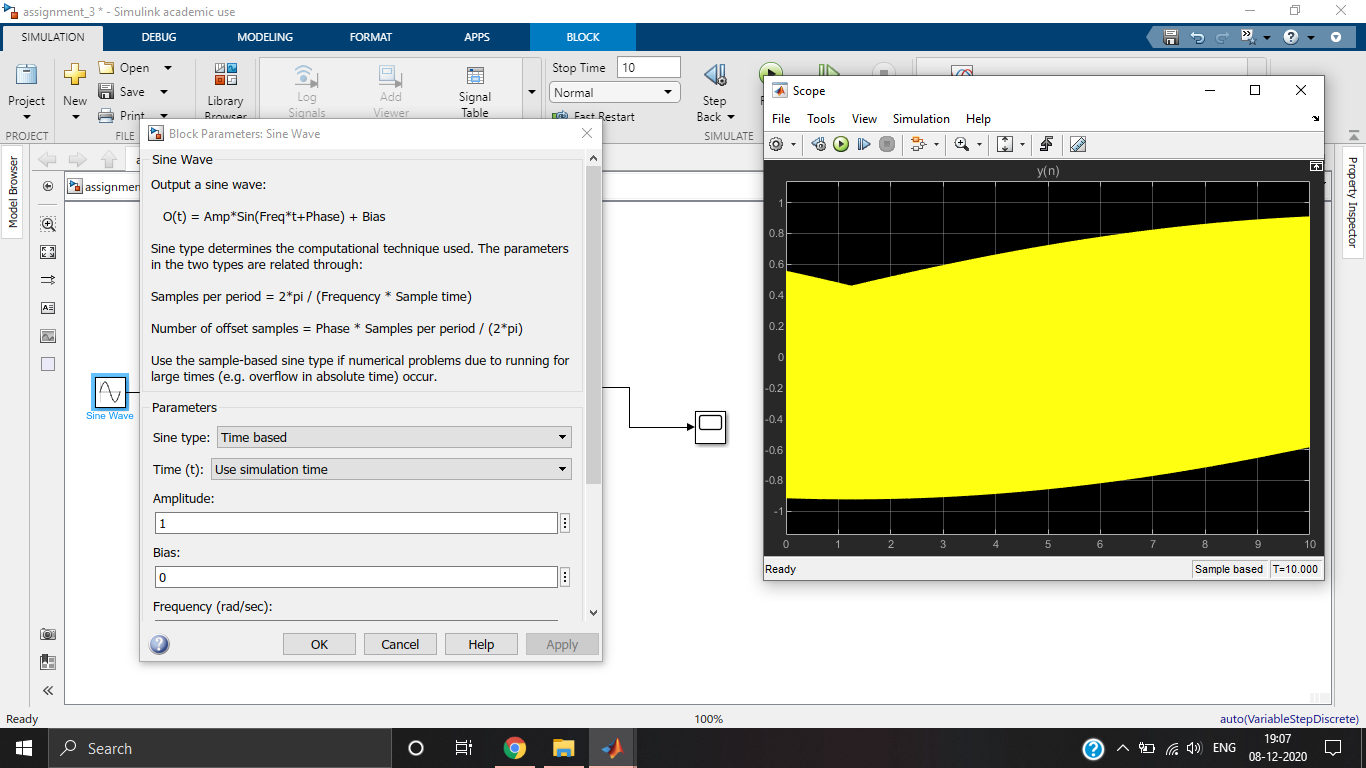 assignment_3 * - Simulink academic use
SIMULATION
DEBUG
MODELING
FORMAT
APPS
BLOCK
Project
New
Open
Save
Print
Library
Browser
Log
Signals
Add
Viewer
Signal
Table
Stop Time
10
Normal
Fast Restart
Step
Back
PROJECT
FILE
SIMULATE
Model Browser
assignmen
Property Inspector
Sine Wave
Block Parameters: Sine Wave
Sine Wave
Output a sine wave:
O(t) = Amp*Sin(Freq*t+Phase) + Bias
Sine type determines the computational technique used. The parameters
in the two types are related through:
Samples per period = 2*pi / (Frequency * Sample time)
Number of offset samples = Phase * Samples per period / (2*pi)
Use the sample-based sine type if numerical problems due to running for
large times (e.g. overflow in absolute time) occur.
Parameters
Sine type: Time based
Time (t): Use simulation time
Amplitude:
1
Bias:
0
Frequency (rad/sec):
OK
Cancel
Help
Apply
Scope
File
Tools
View
Simulation
Help
y(n)
1
0.8
0.6
0.4
0.2
0
-0.2
-0.4
-0.6
-0.8
-1
0 1 2 3 4 5 6 7 8 9 10
Ready
Sample based
T=10.000
Ready
100%
auto(VariableStepDiscrete)
Search
ENG
19:07
08-12-2020